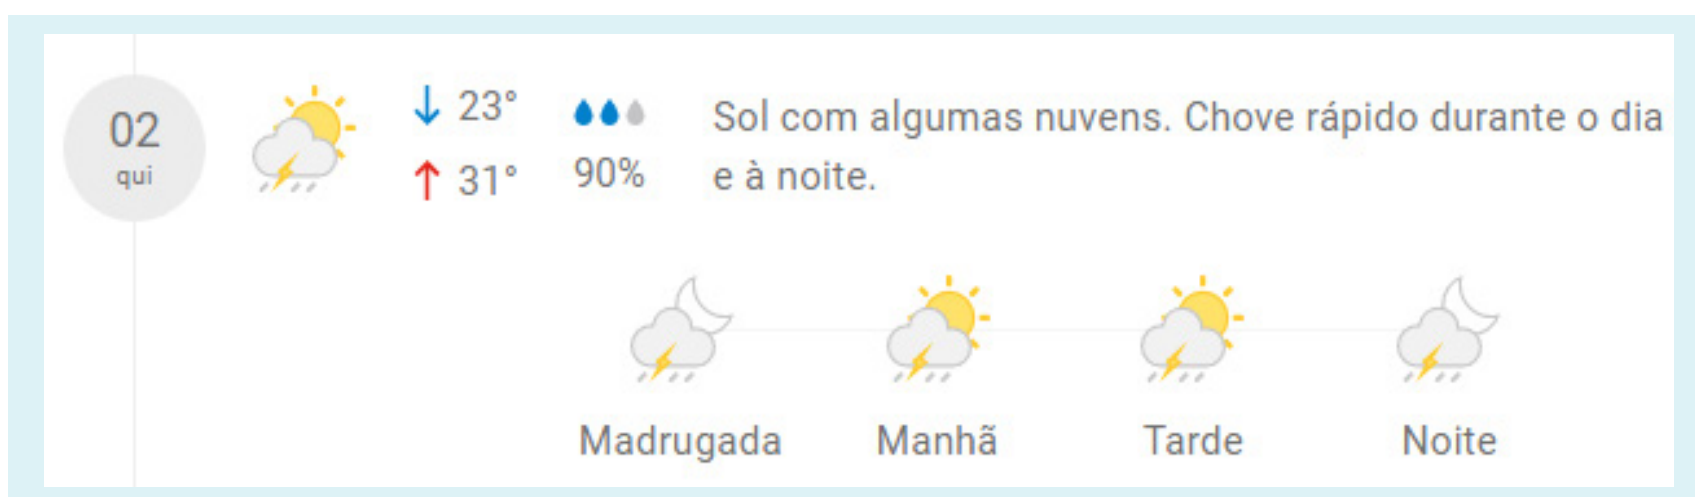 02
qui
23°
31°
90%
Sol com algumas nuvens. Chove rápido durante o dia
e à noite.
Madrugada
Manhã
Tarde
Noite